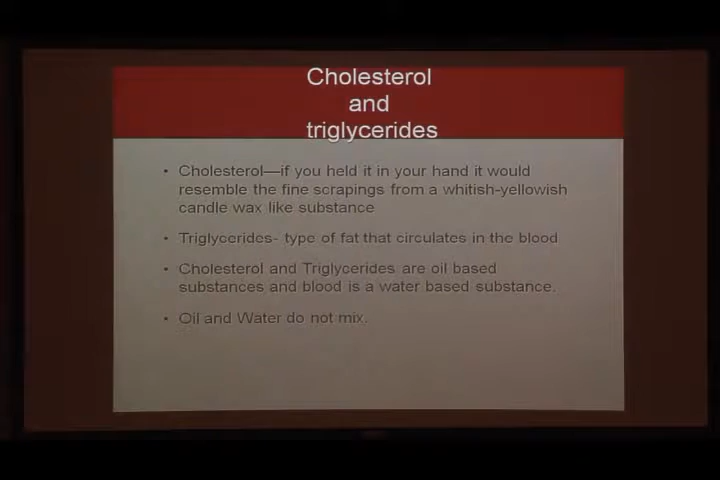 Cholesterol
and
triglycerides
• Cholesterol—if you held it in your hand it would
resemble the fine scrapings from a whitish-yellowish
candle wax like substance
• Triglycerides- type of fat that circulates in the blood
• Cholesterol and Triglycerides are oil based
substances and blood is a water based substance.
• Oil and Water do not mix.